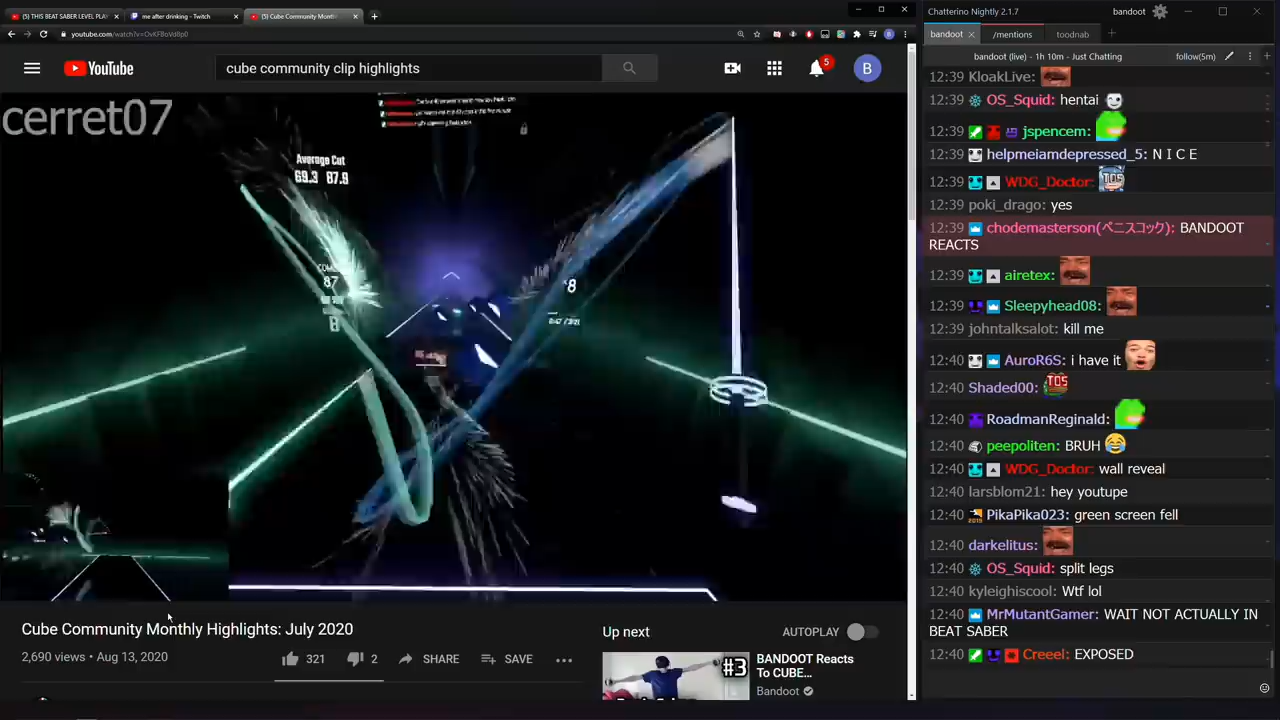 (5) THIS BEAT SABER LEVEL PLAY
me after drinking - Twitch
(5) Cube Community Month
Chatterino Nightly 2.1.7
bandoot
youtube.com/watch?v=OvKFBoVdBp0
bandoot
/mentions
toodnab
YouTube
cube community clip highlights
5
B
bandoot (live) - 1h 10m - Just Chatting
follow(5m)
cerret07
Average Cut
69.3 87.9
87
8
8
12:39 KloakLive:
12:39 OS_Squid: hentai
jspencem:
12:39 helpmeiamdepressed_5: N I C E
12:39 WDG_Doctor:
12:39 poki_drago: yes
12:39 chodemasterson(ペニスコック): BANDOOT
REACTS
12:39 airetex:
12:39 Sleepyhead08:
12:39 johntalksalot: kill me
12:40 AuroR6S: i have it
12:40 Shaded00: TOS
12:40 RoadmanReginald:
12:40 peepoliten: BRUH
12:40 WDG_Doctor: wall reveal
12:40 larsblom21: hey youtupe
12:40 PikaPika023: green screen fell
12:40 darkelitus:
12:40 OS_Squid: split legs
12:40 kyleighiscool: Wtf lol
12:40 MrMutantGamer: WAIT NOT ACTUALLY IN
BEAT SABER
12:40 Creeel: EXPOSED
Cube Community Monthly Highlights: July 2020
2,690 views • Aug 13, 2020
321
2
SHARE
SAVE
Up next
AUTOPLAY
#3
BANDOOT Reacts
To CUBE...
Bandoot